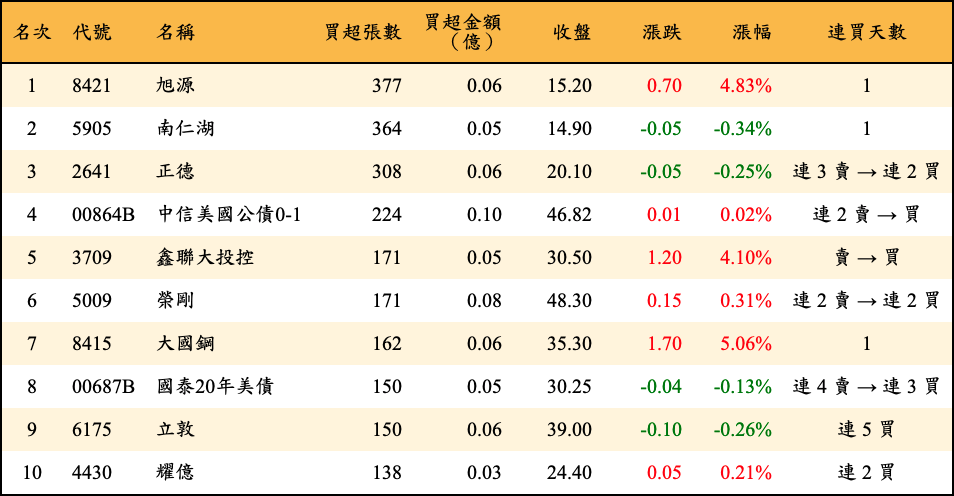 名次 代號 名稱 買超張數 買超金額（億） 收盤 漲跌 漲幅 連買天數
1 8421 旭源 377 0.06 15.20 0.70 4.83% 1
2 5905 南仁湖 364 0.05 14.90 -0.05 -0.34% 1
3 2641 正德 308 0.06 20.10 -0.05 -0.25% 連 3 賣 → 連 2 買
4 00864B 中信美國公債0-1 224 0.10 46.82 0.01 0.02% 連 2 賣 → 買
5 3709 鑫聯大投控 171 0.05 30.50 1.20 4.10% 賣 → 買
6 5009 榮剛 171 0.08 48.30 0.15 0.31% 連 2 賣 → 連 2 買
7 8415 大國鋼 162 0.06 35.30 1.70 5.06% 1
8 00687B 國泰20年美債 150 0.05 30.25 -0.04 -0.13% 連 4 賣 → 連 3 買
9 6175 立敦 150 0.06 39.00 -0.10 -0.26% 連 5 買
10 4430 耀億 138 0.03 24.40 0.05 0.21% 連 2 買